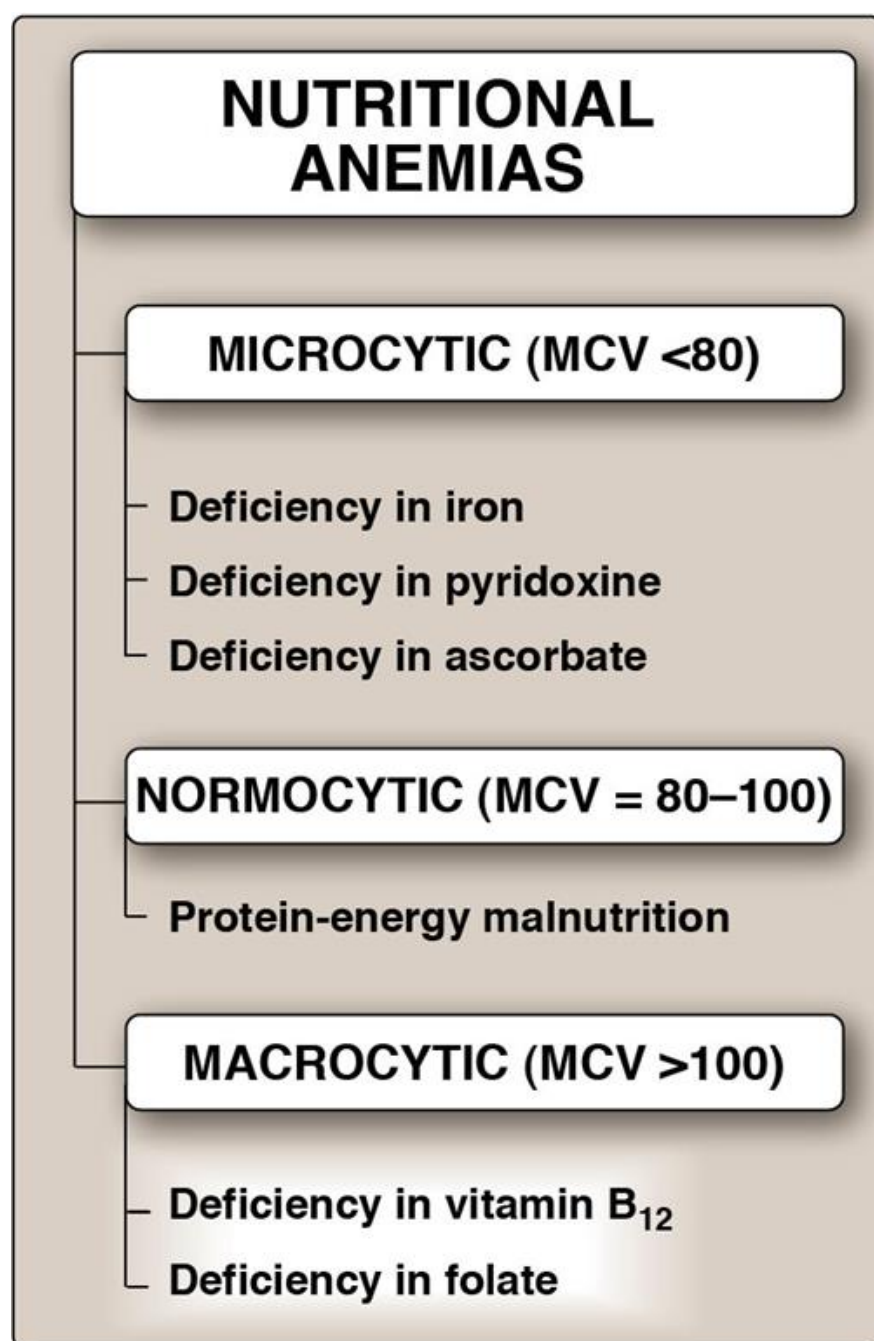 NUTRITIONAL
ANEMIAS
MICROCYTIC (MCV <80)
Deficiency in iron
Deficiency in pyridoxine
Deficiency in ascorbate
NORMOCYTIC (MCV = 80–100)
Protein-energy malnutrition
MACROCYTIC (MCV >100)
Deficiency in vitamin B₁₂
Deficiency in folate